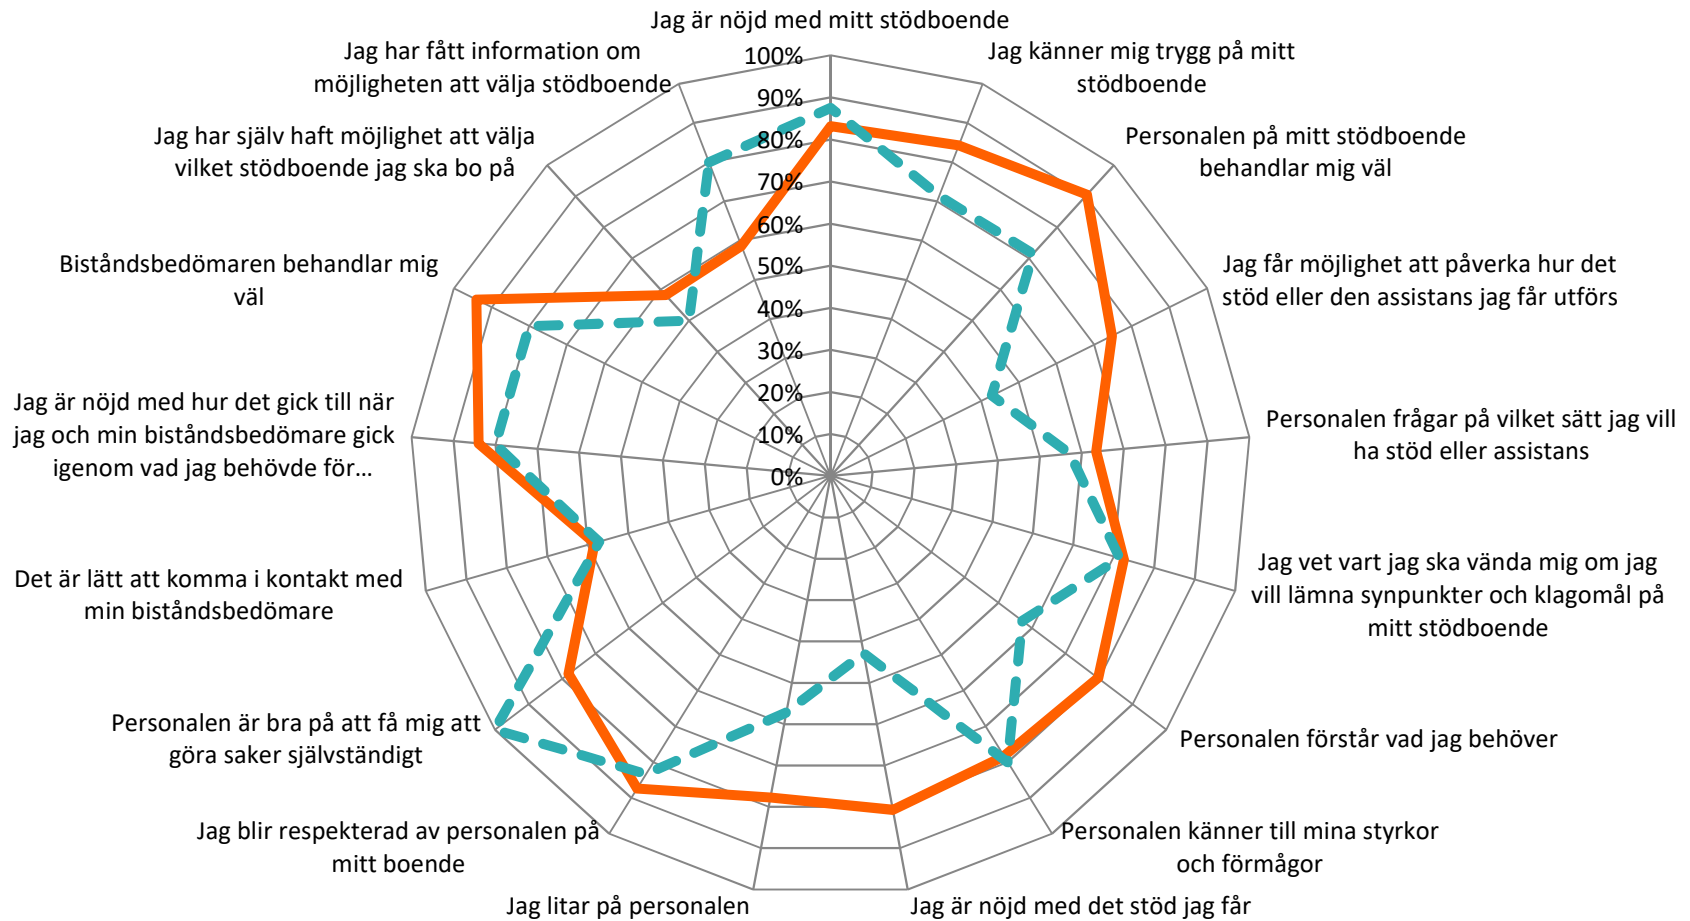 Jag är nöjd med mitt stödboende
Jag känner mig trygg på mitt
stödboende
Personalen på mitt stödboende
behandlar mig väl
Jag får möjlighet att påverka hur det
stöd eller den assistans jag får utförs
Personalen frågar på vilket sätt jag vill
ha stöd eller assistans
Jag vet vart jag ska vända mig om jag
vill lämna synpunkter och klagomål på
mitt stödboende
Personalen förstår vad jag behöver
Personalen känner till mina styrkor
och förmågor
Jag är nöjd med det stöd jag får
Jag litar på personalen
Jag blir respekterad av personalen på
mitt boende
Personalen är bra på att få mig att
göra saker självständigt
Det är lätt att komma i kontakt med
min biståndsbedömare
Jag är nöjd med hur det gick till när
jag och min biståndsbedömare gick
igenom vad jag behövde för...
Biståndsbedömaren behandlar mig
väl
Jag har själv haft möjlighet att välja
vilket stödboende jag ska bo på
Jag har fått information om
möjligheten att välja stödboende
100%
90%
80%
70%
60%
50%
40%
30%
20%
10%
0%